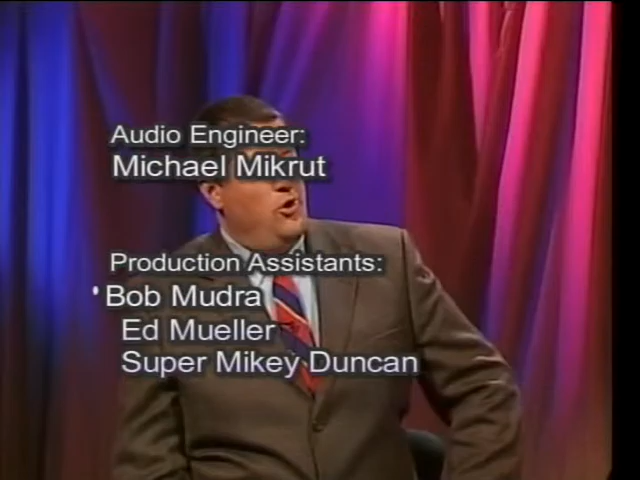 Audio Engineer:
Michael Mikrut
Production Assistants:
Bob Mudra
Ed Mueller
Super Mikey Duncan